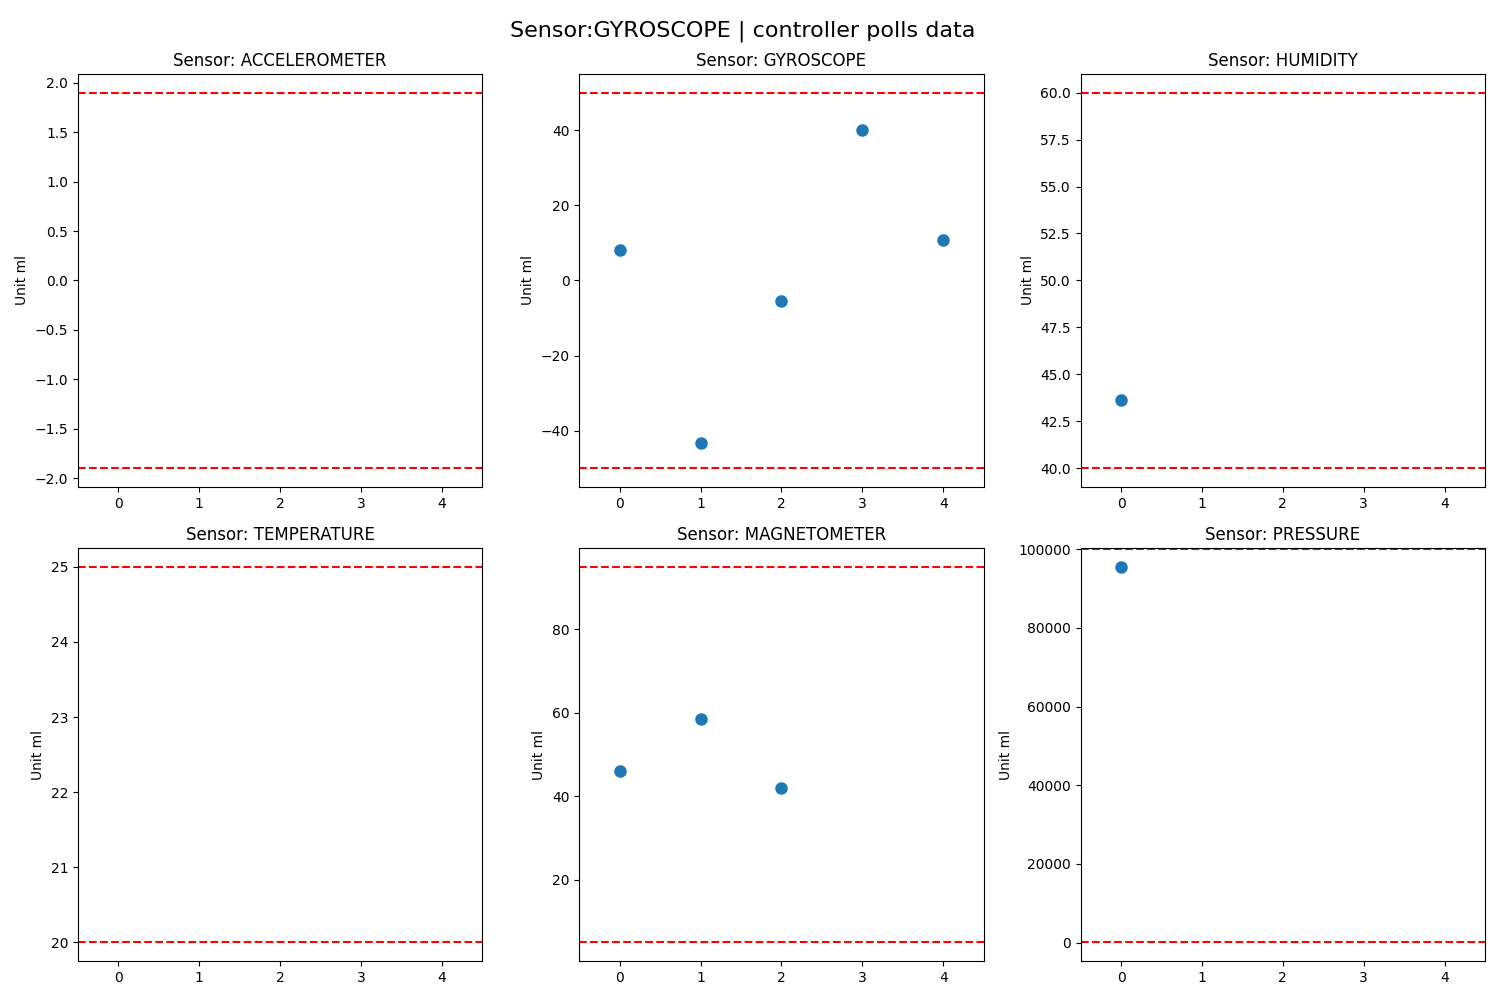 Sensor:GYROSCOPE | controller polls data
Sensor: ACCELEROMETER
2.0
1.5
1.0
0.5
0.0
−0.5
−1.0
−1.5
−2.0
Unit ml
0 1 2 3 4
Sensor: GYROSCOPE
40
20
0
−20
−40
Unit ml
0 1 2 3 4
Sensor: HUMIDITY
60.0
57.5
55.0
52.5
50.0
47.5
45.0
42.5
40.0
Unit ml
0 1 2 3 4
Sensor: TEMPERATURE
25
24
23
22
21
20
Unit ml
0 1 2 3 4
Sensor: MAGNETOMETER
80
60
40
20
Unit ml
0 1 2 3 4
Sensor: PRESSURE
100000
80000
60000
40000
20000
0
Unit ml
0 1 2 3 4